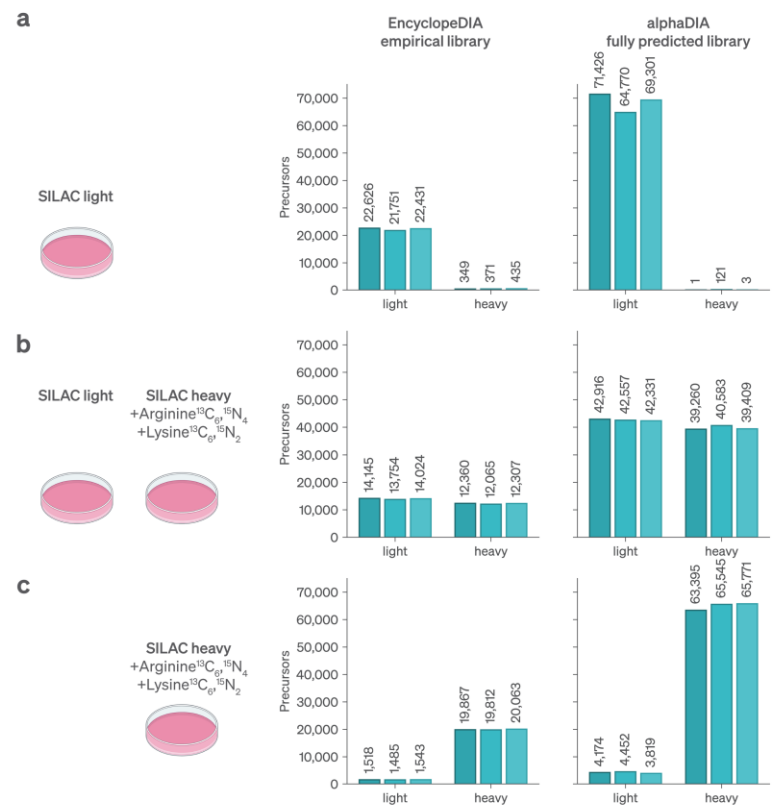 a
EncyclopeDIA
empirical library
alphaDIA
fully predicted library
SILAC light
Precursors
70,000
60,000
50,000
40,000
30,000
20,000
10,000
0
22,626
21,751
22,431
349
371
435
light
heavy
71,426
64,770
69,301
1
121
3
light
heavy
b
SILAC light
SILAC heavy
+Arginine¹³C₆,¹⁵N₄
+Lysine¹³C₆,¹⁵N₂
Precursors
70,000
60,000
50,000
40,000
30,000
20,000
10,000
0
14,145
13,754
14,024
12,360
12,065
12,307
light
heavy
42,916
42,557
42,331
39,260
40,583
39,409
light
heavy
c
SILAC heavy
+Arginine¹³C₆,¹⁵N₄
+Lysine¹³C₆,¹⁵N₂
Precursors
70,000
60,000
50,000
40,000
30,000
20,000
10,000
0
1,518
1,485
1,543
19,867
19,812
20,063
light
heavy
4,174
4,452
3,819
63,395
65,545
65,771
light
heavy